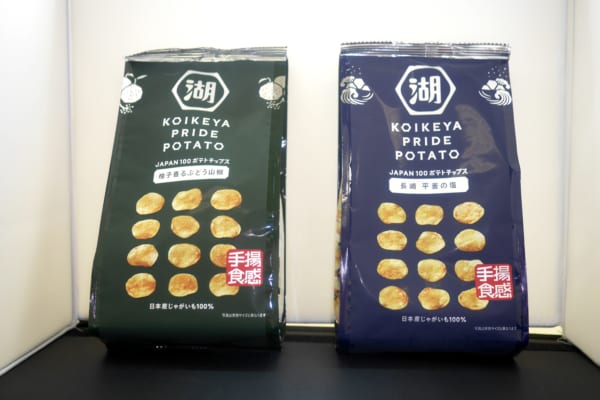 湖
KOIKEYA
PRIDE
POTATO
JAPAN 100 ポテトチップス
柚子香るぶどう山椒
手揚
食感
日本産じゃがいも100%
湖
KOIKEYA
PRIDE
POTATO
JAPAN 100 ポテトチップス
長崎 平釜の塩
手揚
食感
日本産じゃがいも100%